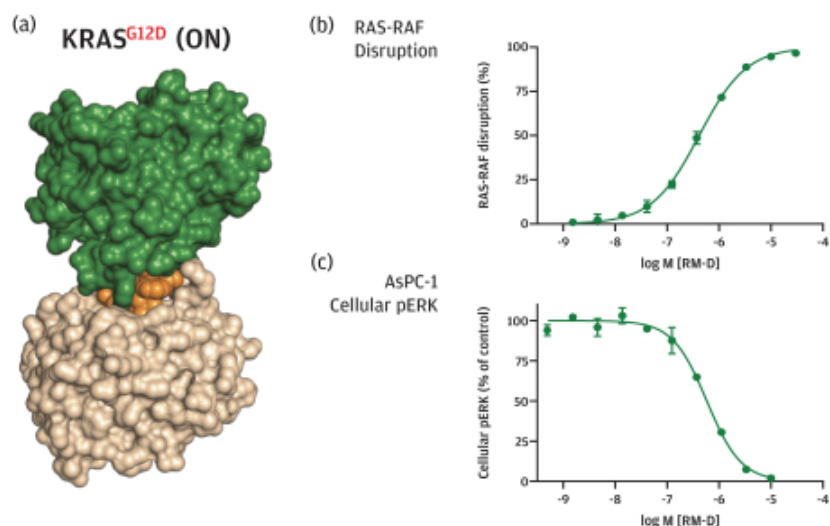 (a)
KRASG12D (ON)
(b)
RAS-RAF
Disruption
100
75
50
25
0
RAS-RAF disruption (%)
-9 -8 -7 -6 -5 -4
log M [RM-D]
(c)
AsPC-1
Cellular pERK
100
75
50
25
0
Cellular pERK (% of control)
-9 -8 -7 -6 -5 -4
log M [RM-D]